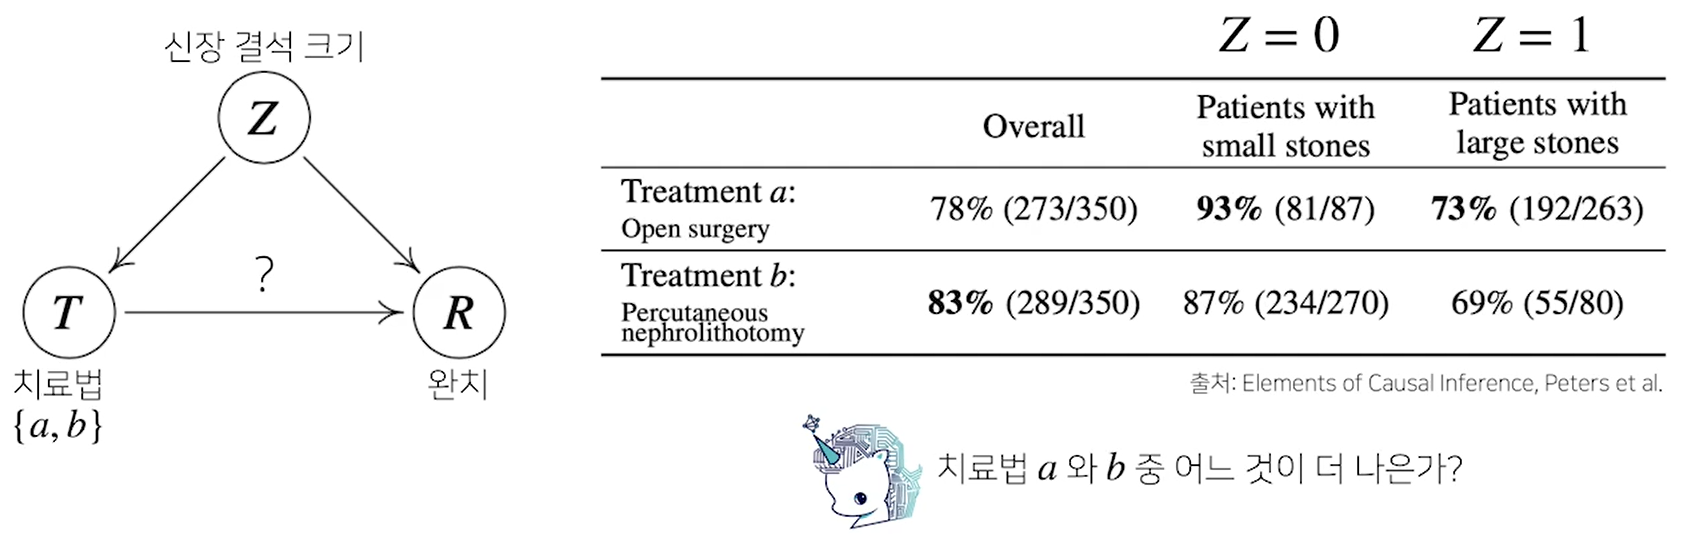 신장 결석 크기
Z
?
T
R
치료법
{a, b}
완치
Z = 0
Z = 1
Overall
Patients with
small stones
Patients with
large stones
Treatment a:
Open surgery
78% (273/350)
93% (81/87)
73% (192/263)
Treatment b:
Percutaneous
nephrolithotomy
83% (289/350)
87% (234/270)
69% (55/80)
출처: Elements of Causal Inference, Peters et al.
치료법 a 와 b 중 어느 것이 더 나은가?